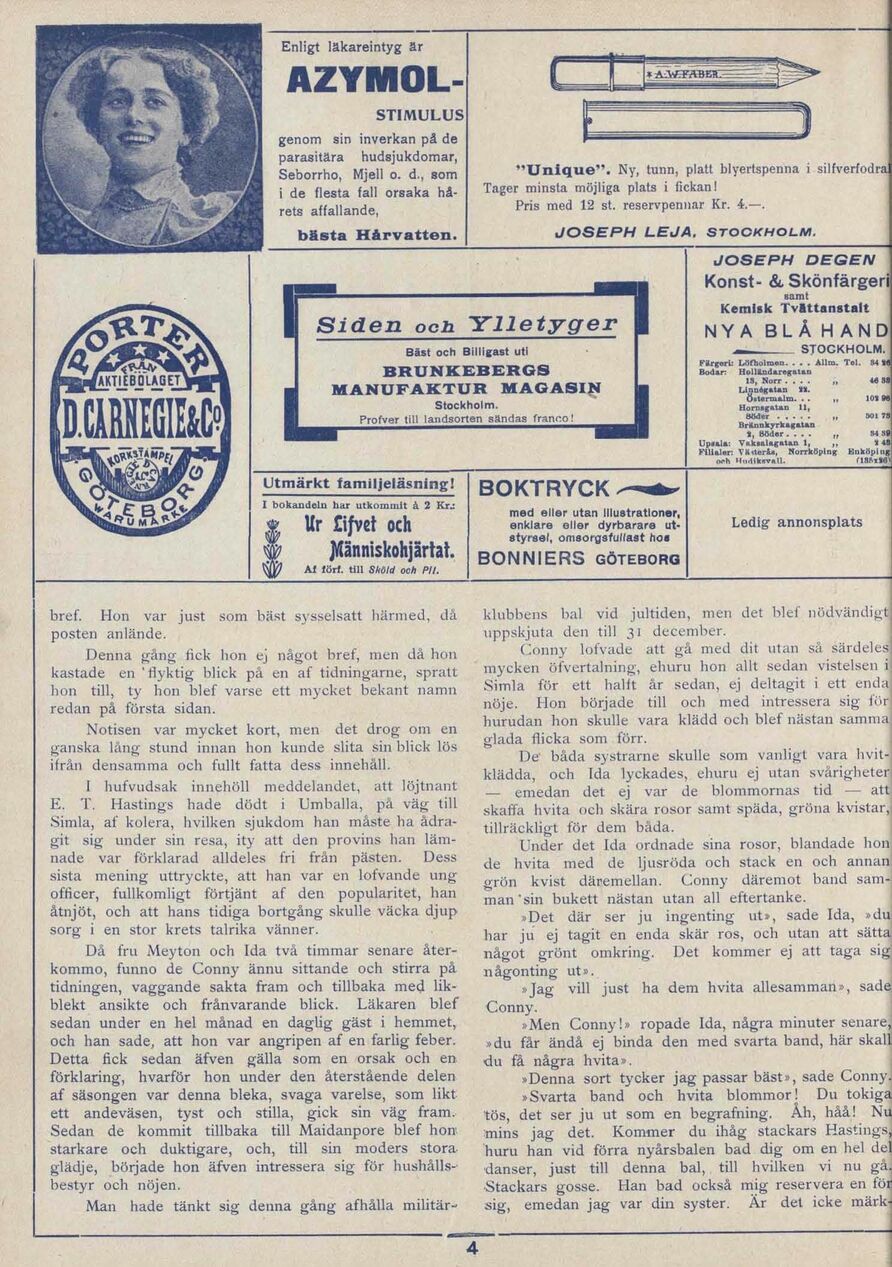 Enligt läkareintyg är
AZYMOL-
STIMULUS
genom sin inverkan på de
parasitära hudsjukdomar,
Seborrho, Mjell o. d., som
i de flesta fall orsaka hå-
rets affallande,
bästa Hårvatten.
* A.W.FABER.
"Unique". Ny, tunn, platt blyertspenna i silfverfodral
Tager minsta möjliga plats i fickan!
Pris med 12 st. reservpennar Kr. 4.—.
JOSEPH LEJA, STOCKHOLM.
PORTER
FRÅN
AKTIEBOLAGET
D.CARNEGIE&Co
KORKSTÄMPEL
GÖTEBORG
VARUMÄRKE
Siden och Ylletyger
Bäst och Billigast uti
BRUNKEBERGS
MANUFAKTUR MAGASIN
Stockholm.
Profver till landsorten sändas franco!
JOSEPH DEGEN
Konst- & Skönfärgeri
samt
Kemisk Tvättanstalt
NYA BLÅ HAND
STOCKHOLM.
Färgeri: Löfholmen. . . . Allm. Tel.
Bodar: Holländaregatan
18, Norr . . . . "
Linnégatan 22.
Östermalm. . . "
Hornsgatan 11,
Söder . . . . . "
Brännkyrkagatan
2, Söder . . . . "
Upsala: Vaksalagatan 1, "
Filialer: Västerås, Norrköping Enköping
och Hudiksvall.
Utmärkt familjeläsning!
I bokandeln har utkommit à 2 Kr.:
Ur Lifvet och
Människohjärtat.
Af förf. till Sköld och Pil.
BOKTRYCK
med eller utan Illustrationer,
enklare eller dyrbarare ut-
styrsel, omsorgsfullast hos
BONNIERS GÖTEBORG
Ledig annonsplats
bref. Hon var just som bäst sysselsatt härmed, då
posten anlände.
Denna gång fick hon ej något bref, men då hon
kastade en flyktig blick på en af tidningarne, spratt
hon till, ty hon blef varse ett mycket bekant namn
redan på första sidan.
Notisen var mycket kort, men det drog om en
ganska lång stund innan hon kunde slita sin blick lös
ifrån densamma och fullt fatta dess innehåll.
I hufvudsak innehöll meddelandet, att löjtnant
E. T. Hastings hade dödt i Umballa, på väg till
Simla, af kolera, hvilken sjukdom han måste ha ådra-
git sig under sin resa, ity att den provins han läm-
nade var förklarad alldeles fri från pästen. Dess
sista mening uttryckte, att han var en lofvande ung
officer, fullkomligt förtjänt af den popularitet, han
åtnjöt, och att hans tidiga bortgång skulle väcka djup
sorg i en stor krets talrika vänner.
Då fru Meyton och Ida två timmar senare åter-
kommo, funno de Conny ännu sittande och stirra på
tidningen, vaggande sakta fram och tillbaka med lik-
blekt ansikte och frånvarande blick. Läkaren blef
sedan under en hel månad en daglig gäst i hemmet,
och han sade, att hon var angripen af en farlig feber.
Detta fick sedan äfven gälla som en orsak och en
förklaring, hvarför hon under den återstående delen
af säsongen var denna bleka, svaga varelse, som likt
ett andeväsen, tyst och stilla, gick sin väg fram.
Sedan de kommit tillbaka till Maidanpore blef hon
starkare och duktigare, och, till sin moders stora
glädje, började hon äfven intressera sig för hushålls-
bestyr och nöjen.
Man hade tänkt sig denna gång afhålla militär-
klubbens bal vid jultiden, men det blef nödvändigt
uppskjuta den till 31 december.
Conny lofvade att gå med dit utan så särdeles
mycken öfvertalning, ehuru hon allt sedan vistelsen i
Simla för ett halft år sedan, ej deltagit i ett enda
nöje. Hon började till och med intressera sig för
hurudan hon skulle vara klädd och blef nästan samma
glada flicka som förr.
De båda systrarne skulle som vanligt vara hvit-
klädda, och Ida lyckades, ehuru ej utan svårigheter
— emedan det ej var de blommornas tid — att
skaffa hvita och skära rosor samt späda, gröna kvistar,
tillräckligt för dem båda.
Under det Ida ordnade sina rosor, blandade hon
de hvita med de ljusröda och stack en och annan
grön kvist däremellan. Conny däremot band sam-
man sin bukett nästan utan all eftertanke.
»Det där ser ju ingenting ut», sade Ida, »du
har ju ej tagit en enda skär ros, och utan att sätta
något grönt omkring. Det kommer ej att taga sig
någonting ut».
»Jag vill just ha dem hvita allesamman», sade
Conny.
»Men Conny!» ropade Ida, några minuter senare,
»du får ändå ej binda den med svarta band, här skall
du få några hvita».
»Denna sort tycker jag passar bäst», sade Conny.
»Svarta band och hvita blommor! Du tokiga
tös, det ser ju ut som en begrafning. Åh, håå! Nu
mins jag det. Kommer du ihåg stackars Hastings,
huru han vid förra nyårsbalen bad dig om en hel del
danser, just till denna bal, till hvilken vi nu gå.
Stackars gosse. Han bad också mig reservera en för
sig, emedan jag var din syster. Är det icke märk-
4